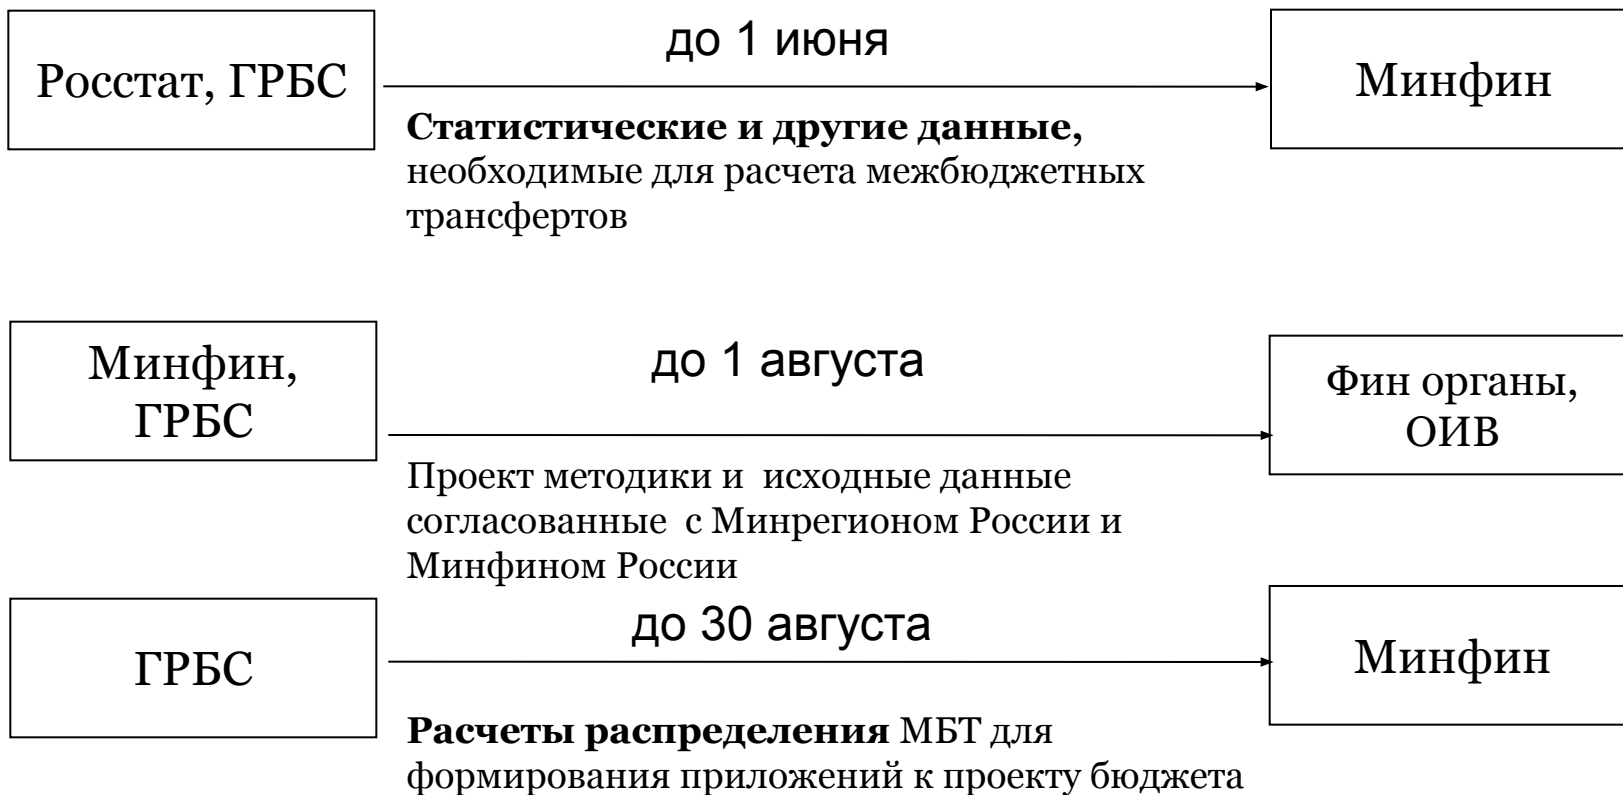 до 1 июня
Росстат, ГРБС
Минфин
Статистические и другие данные,
необходимые для расчета межбюджетных
трансфертов
до 1 августа
Минфин,
ГРБС
Фин органы,
ОИВ
Проект методики и исходные данные
согласованные с Минрегионом России и
Минфином России
до 30 августа
ГРБС
Минфин
Расчеты распределения МБТ для
формирования приложений к проекту бюджета